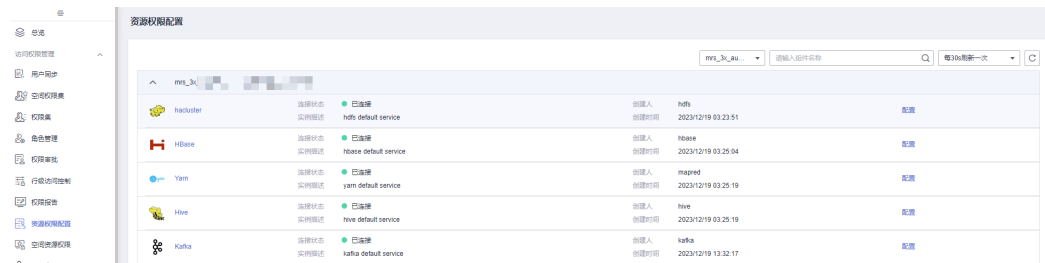 总览
访问权限管理
用户同步
空间权限集
权限集
角色管理
权限审批
行级访问控制
权限报告
资源权限配置
空间资源权限
资源权限配置
mrs_3x_au... 请输入组件名称 每30s刷新一次
mrs_3x
hacluster 连接状态 已连接 创建人 hdfs 配置
实例描述 hdfs default service 创建时间 2023/12/19 03:23:51
HBase 连接状态 已连接 创建人 hbase 配置
实例描述 hbase default service 创建时间 2023/12/19 03:25:04
Yarn 连接状态 已连接 创建人 mapred 配置
实例描述 yarn default service 创建时间 2023/12/19 03:25:19
Hive 连接状态 已连接 创建人 hive 配置
实例描述 hive default service 创建时间 2023/12/19 03:25:19
Kafka 连接状态 已连接 创建人 kafka 配置
实例描述 kafka default service 创建时间 2023/12/19 13:32:17